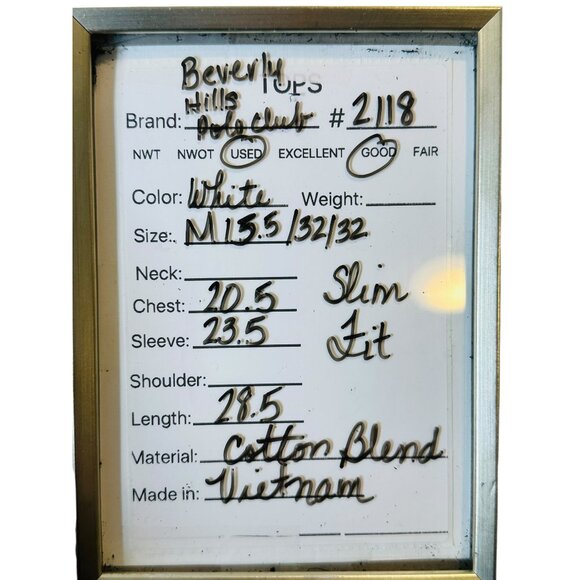 Beverly
TOPS
Hills
Brand: Polo Club # 2118
NWT NWOT USED EXCELLENT GOOD FAIR
Color: White Weight:
Size: M 15.5/32/32
Neck:
Slim
Chest: 20.5
Sleeve: 23.5
Fit
Shoulder:
Length: 28.5
Material: Cotton Blend
Made in: Vietnam